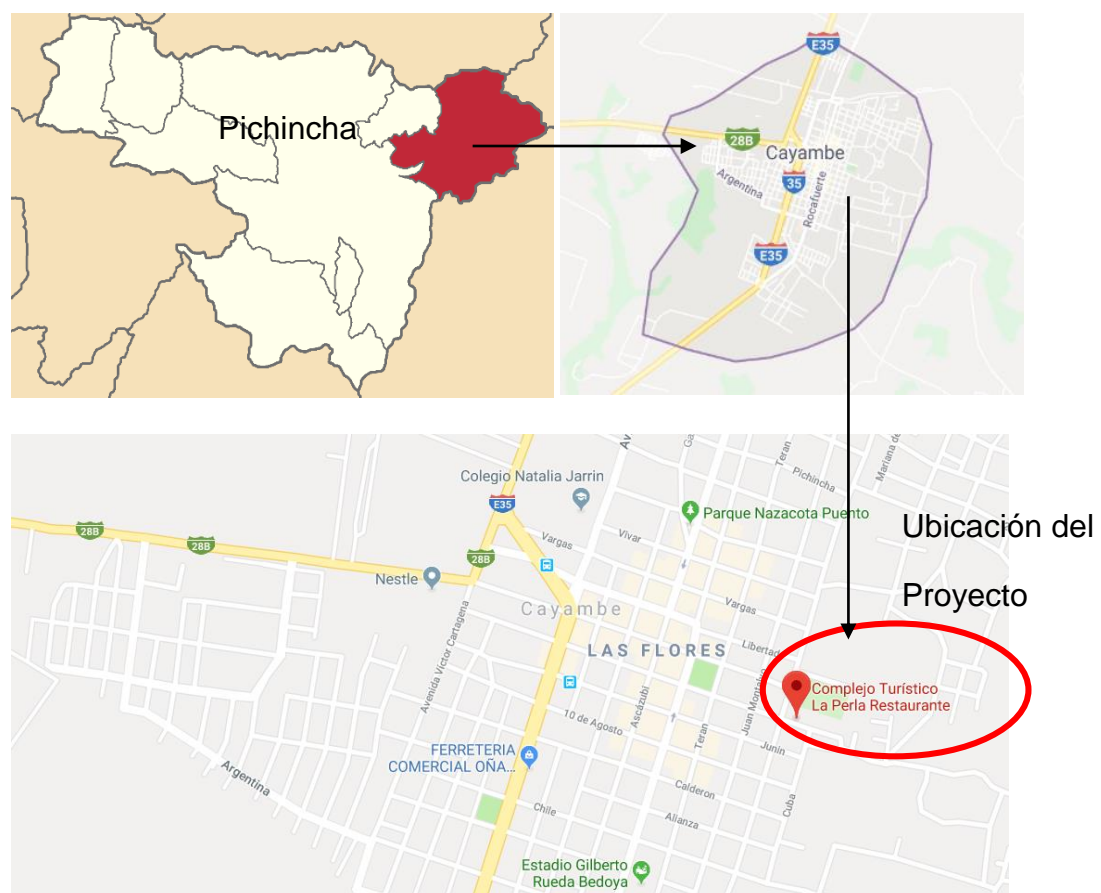 Pichincha
E35
28B
Cayambe
Argentina
35
Rocafuerte
E35
Colegio Natalia Jarrin
E35
Parque Nazacota Puento
Teran
Pichincha
Mariana de
Ubicación del
Proyecto
28B
28B
28B
Vargas
Vivar
Nestle
Cayambe
Vargas
Avenida Víctor Cartagena
LAS FLORES
Libertad
Complejo Turístico
La Perla Restaurante
Juan Montalvo
Ascázubi
10 de Agosto
Teran
Junin
FERRETERIA
COMERCIAL OÑA...
Argentina
Calderon
Cuba
Chile
Alianza
Estadio Gilberto
Rueda Bedoya